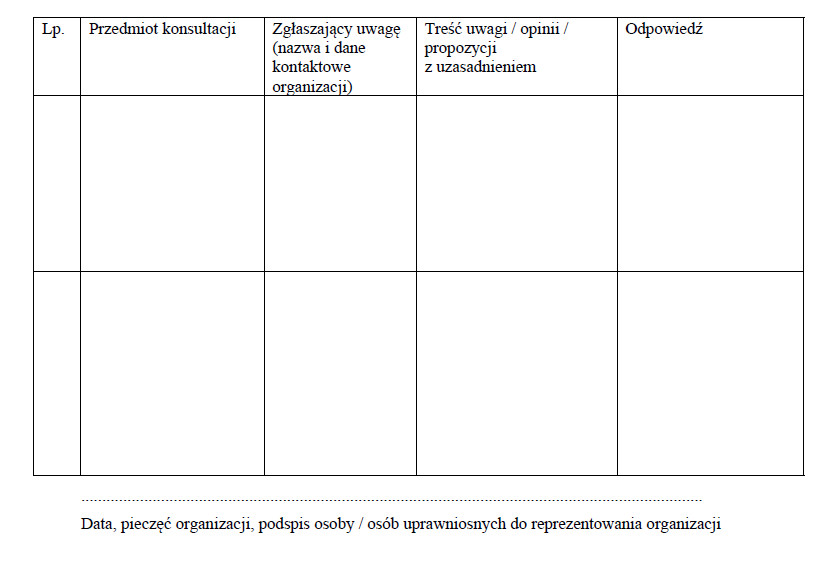 Lp.
Przedmiot konsultacji
Zgłaszający uwagę
(nazwa i dane
kontaktowe
organizacji)
Treść uwagi / opinii /
propozycji
z uzasadnieniem
Odpowiedź
Data, pieczęć organizacji, podspis osoby / osób uprawniosnych do reprezentowania organizacji